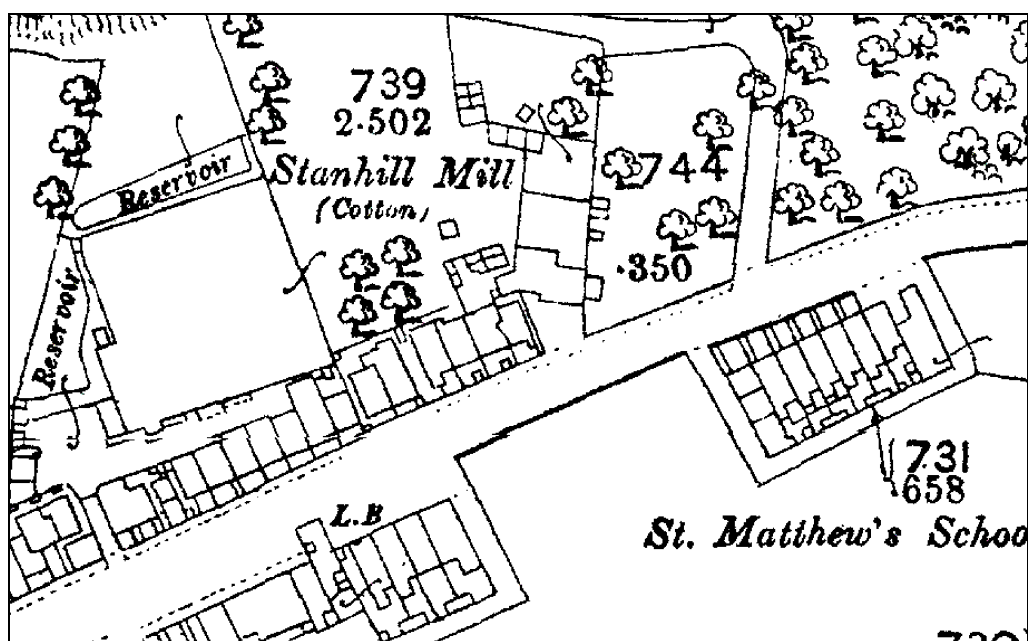 739
2·502
Reservoir
Stanhill Mill
(Cotton)
744
·350
Reservoir
731
·658
L.B
St. Matthew's Schoo